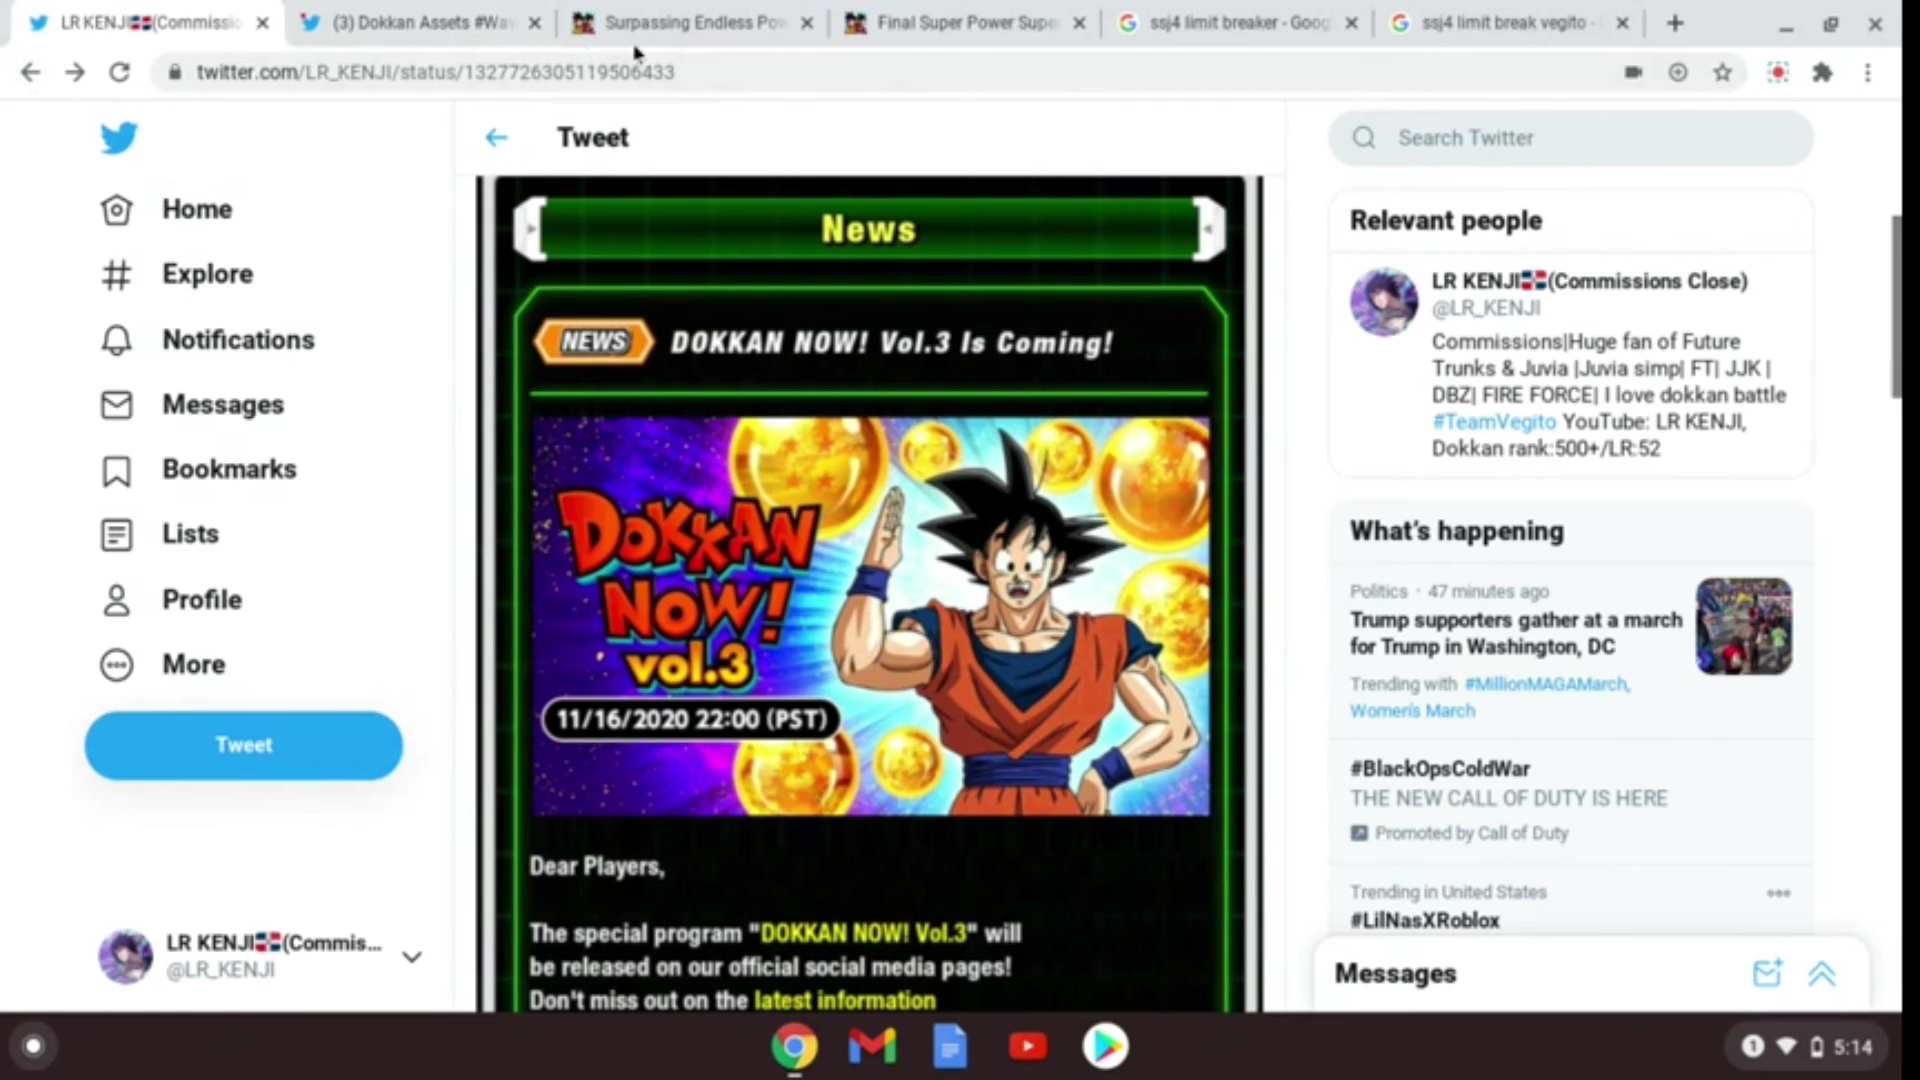 LR KENJI (Commissio
(3) Dokkan Assets #Wa
Surpassing Endless Pow
Final Super Power Supe
ssj4 limit breaker - Goog
ssj4 limit break vegito -
twitter.com/LR_KENJI/status/1327726305119506433
Home
Explore
Notifications
Messages
Bookmarks
Lists
Profile
More
Tweet
LR KENJI (Commis...
@LR_KENJI
Tweet
News
NEWS DOKKAN NOW! Vol.3 Is Coming!
DOKKAN
NOW!
vol.3
11/16/2020 22:00 (PST)
Dear Players,
The special program "DOKKAN NOW! Vol.3" will
be released on our official social media pages!
Don't miss out on the latest information
Search Twitter
Relevant people
LR KENJI (Commissions Close)
@LR_KENJI
Commissions|Huge fan of Future
Trunks & Juvia |Juvia simp| FT| JJK |
DBZ| FIRE FORCE| I love dokkan battle
#TeamVegito YouTube: LR KENJI,
Dokkan rank:500+/LR:52
What's happening
Politics · 47 minutes ago
Trump supporters gather at a march
for Trump in Washington, DC
Trending with #MillionMAGAMarch,
Women's March
#BlackOpsColdWar
THE NEW CALL OF DUTY IS HERE
Promoted by Call of Duty
Trending in United States
#LilNasXRoblox
Messages
1 5:14